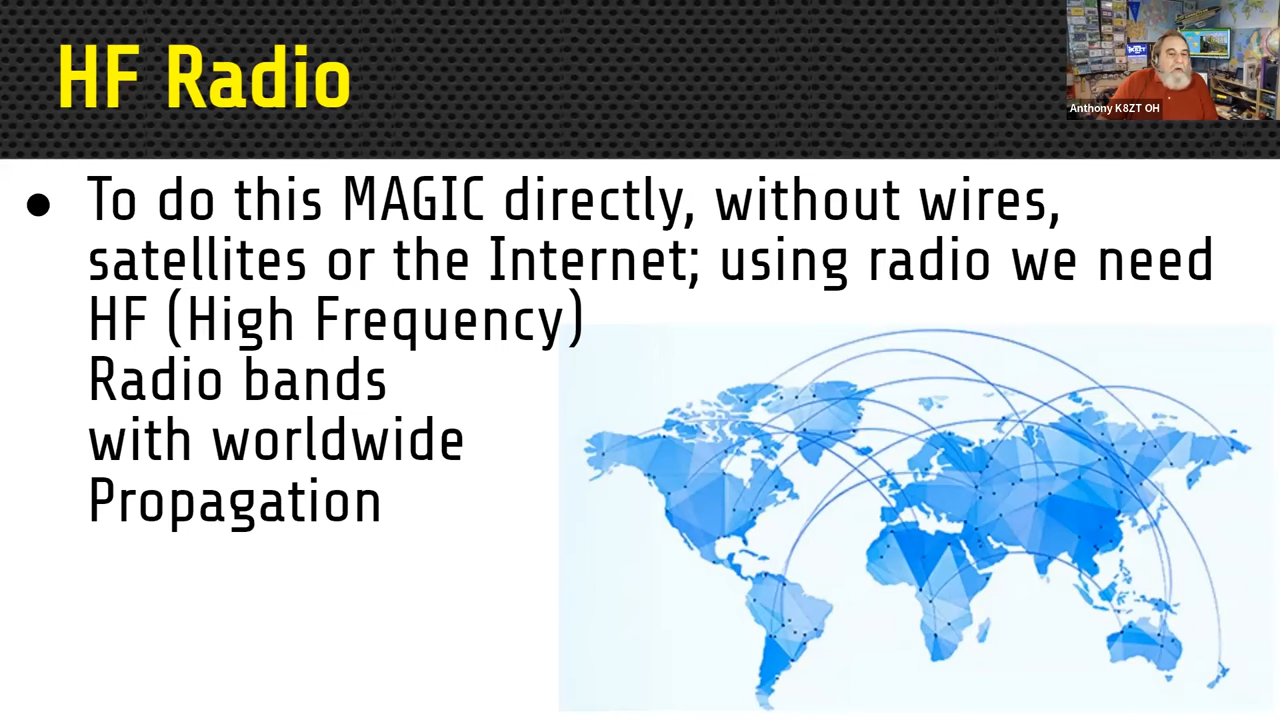 HF Radio
Anthony K8ZT OH
● To do this MAGIC directly, without wires,
satellites or the Internet; using radio we need
HF (High Frequency)
Radio bands
with worldwide
Propagation